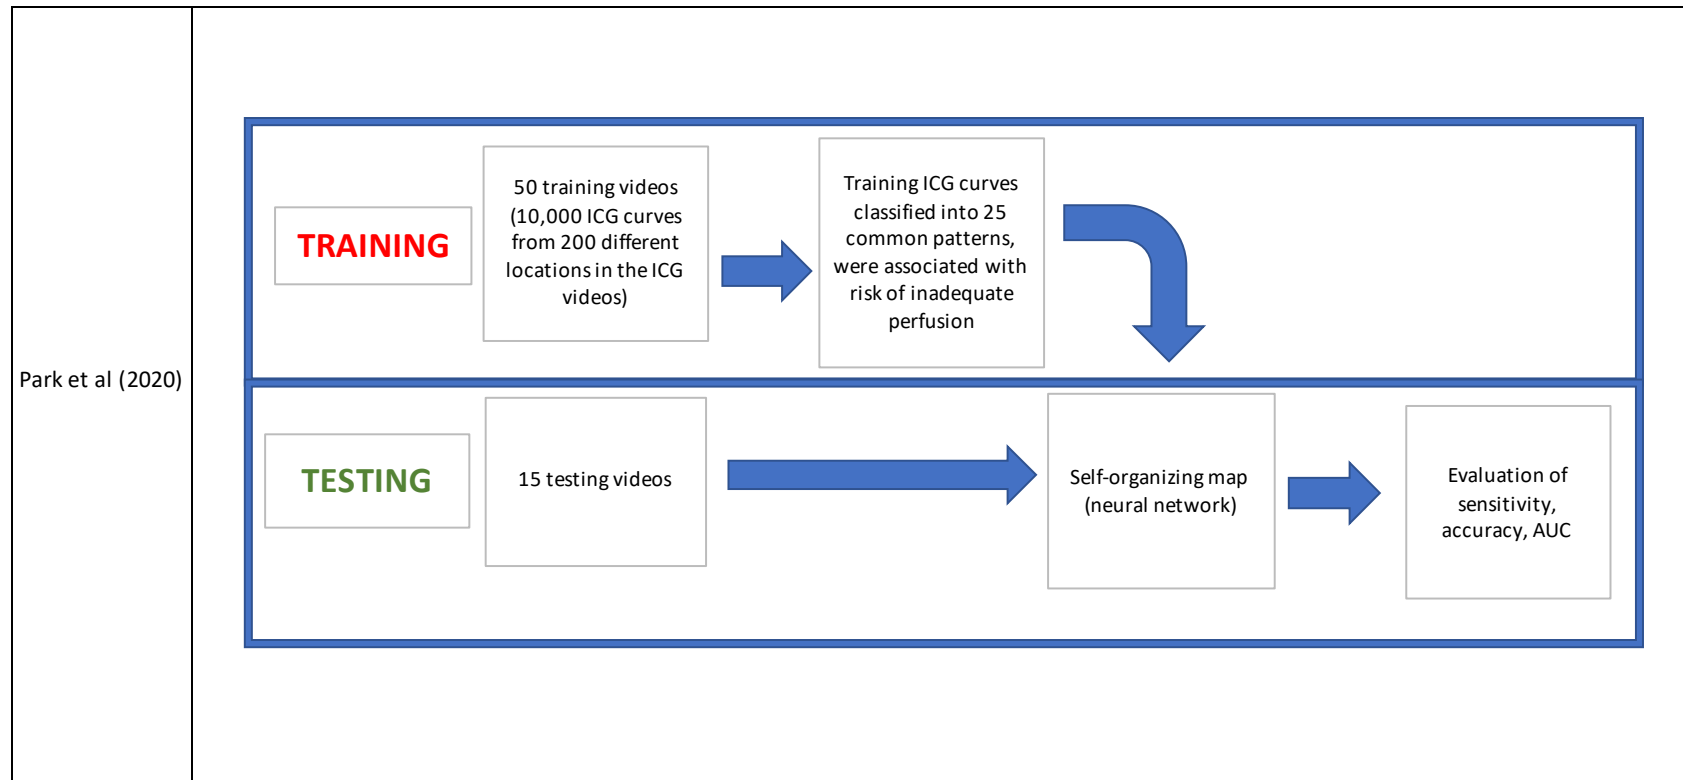 Park et al (2020)
TRAINING
50 training videos
(10,000 ICG curves
from 200 different
locations in the ICG
videos)
Training ICG curves
classified into 25
common patterns,
were associated with
risk of inadequate
perfusion
TESTING
15 testing videos
Self-organizing map
(neural network)
Evaluation of
sensitivity,
accuracy, AUC